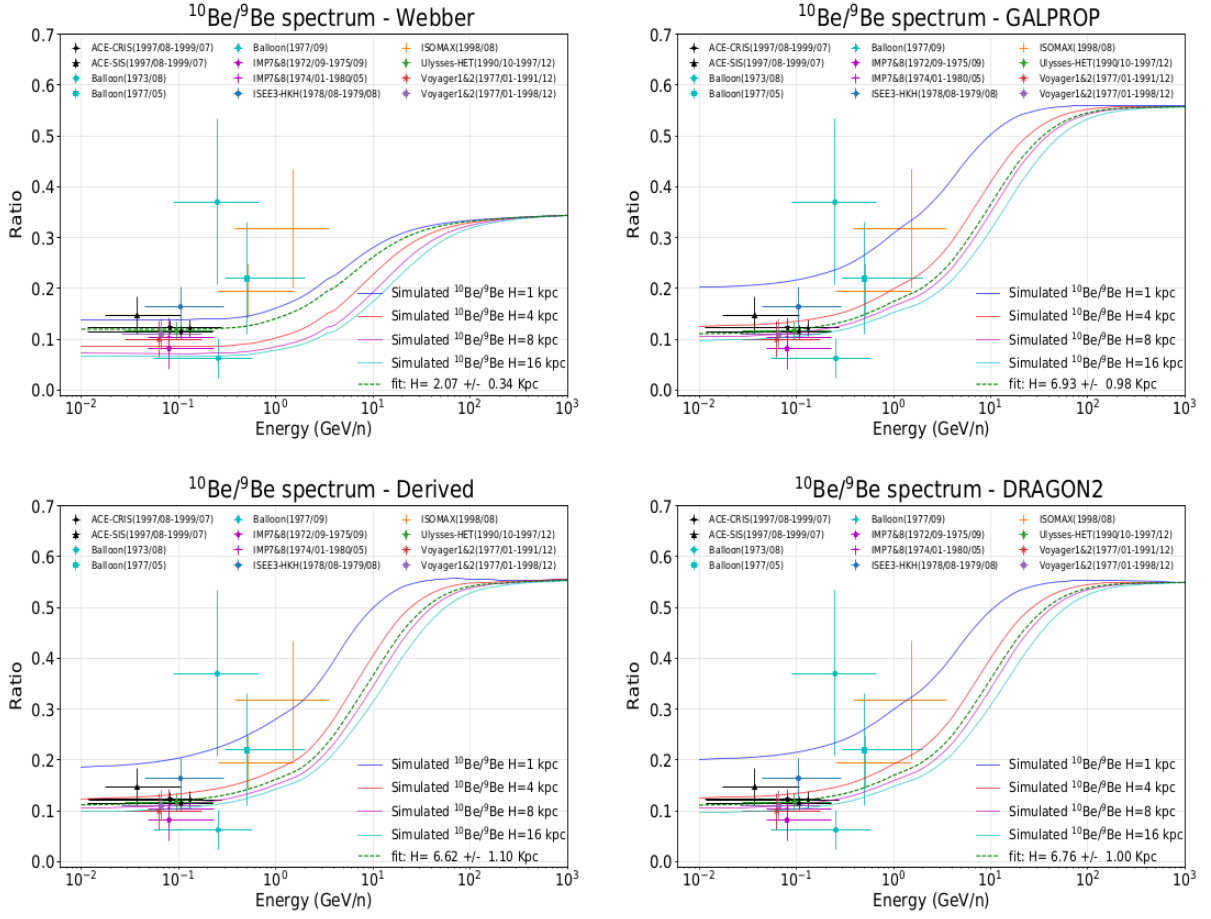 ¹⁰Be/⁹Be spectrum - Webber
0.7
0.6
0.5
0.4
0.3
0.2
0.1
0.0
Ratio
ACE-CRIS(1997/08-1999/07)
ACE-SIS(1997/08-1999/07)
Balloon(1973/08)
Balloon(1977/05)
Balloon(1977/09)
IMP7&8(1972/09-1975/09)
IMP7&8(1974/01-1980/05)
ISEE3-HKH(1978/08-1979/08)
ISOMAX(1998/08)
Ulysses-HET(1990/10-1997/12)
Voyager1&2(1977/01-1991/12)
Voyager1&2(1977/01-1998/12)
Simulated ¹⁰Be/⁹Be H=1 kpc
Simulated ¹⁰Be/⁹Be H=4 kpc
Simulated ¹⁰Be/⁹Be H=8 kpc
Simulated ¹⁰Be/⁹Be H=16 kpc
fit: H= 2.07 +/- 0.34 Kpc
10⁻² 10⁻¹ 10⁰ 10¹ 10² 10³
Energy (GeV/n)
¹⁰Be/⁹Be spectrum - GALPROP
0.7
0.6
0.5
0.4
0.3
0.2
0.1
0.0
Ratio
ACE-CRIS(1997/08-1999/07)
ACE-SIS(1997/08-1999/07)
Balloon(1973/08)
Balloon(1977/05)
Balloon(1977/09)
IMP7&8(1972/09-1975/09)
IMP7&8(1974/01-1980/05)
ISEE3-HKH(1978/08-1979/08)
ISOMAX(1998/08)
Ulysses-HET(1990/10-1997/12)
Voyager1&2(1977/01-1991/12)
Voyager1&2(1977/01-1998/12)
Simulated ¹⁰Be/⁹Be H=1 kpc
Simulated ¹⁰Be/⁹Be H=4 kpc
Simulated ¹⁰Be/⁹Be H=8 kpc
Simulated ¹⁰Be/⁹Be H=16 kpc
fit: H= 6.93 +/- 0.98 Kpc
10⁻² 10⁻¹ 10⁰ 10¹ 10² 10³
Energy (GeV/n)
¹⁰Be/⁹Be spectrum - Derived
0.7
0.6
0.5
0.4
0.3
0.2
0.1
0.0
Ratio
ACE-CRIS(1997/08-1999/07)
ACE-SIS(1997/08-1999/07)
Balloon(1973/08)
Balloon(1977/05)
Balloon(1977/09)
IMP7&8(1972/09-1975/09)
IMP7&8(1974/01-1980/05)
ISEE3-HKH(1978/08-1979/08)
ISOMAX(1998/08)
Ulysses-HET(1990/10-1997/12)
Voyager1&2(1977/01-1991/12)
Voyager1&2(1977/01-1998/12)
Simulated ¹⁰Be/⁹Be H=1 kpc
Simulated ¹⁰Be/⁹Be H=4 kpc
Simulated ¹⁰Be/⁹Be H=8 kpc
Simulated ¹⁰Be/⁹Be H=16 kpc
fit: H= 6.62 +/- 1.10 Kpc
10⁻² 10⁻¹ 10⁰ 10¹ 10² 10³
Energy (GeV/n)
¹⁰Be/⁹Be spectrum - DRAGON2
0.7
0.6
0.5
0.4
0.3
0.2
0.1
0.0
Ratio
ACE-CRIS(1997/08-1999/07)
ACE-SIS(1997/08-1999/07)
Balloon(1973/08)
Balloon(1977/05)
Balloon(1977/09)
IMP7&8(1972/09-1975/09)
IMP7&8(1974/01-1980/05)
ISEE3-HKH(1978/08-1979/08)
ISOMAX(1998/08)
Ulysses-HET(1990/10-1997/12)
Voyager1&2(1977/01-1991/12)
Voyager1&2(1977/01-1998/12)
Simulated ¹⁰Be/⁹Be H=1 kpc
Simulated ¹⁰Be/⁹Be H=4 kpc
Simulated ¹⁰Be/⁹Be H=8 kpc
Simulated ¹⁰Be/⁹Be H=16 kpc
fit: H= 6.76 +/- 1.00 Kpc
10⁻² 10⁻¹ 10⁰ 10¹ 10² 10³
Energy (GeV/n)